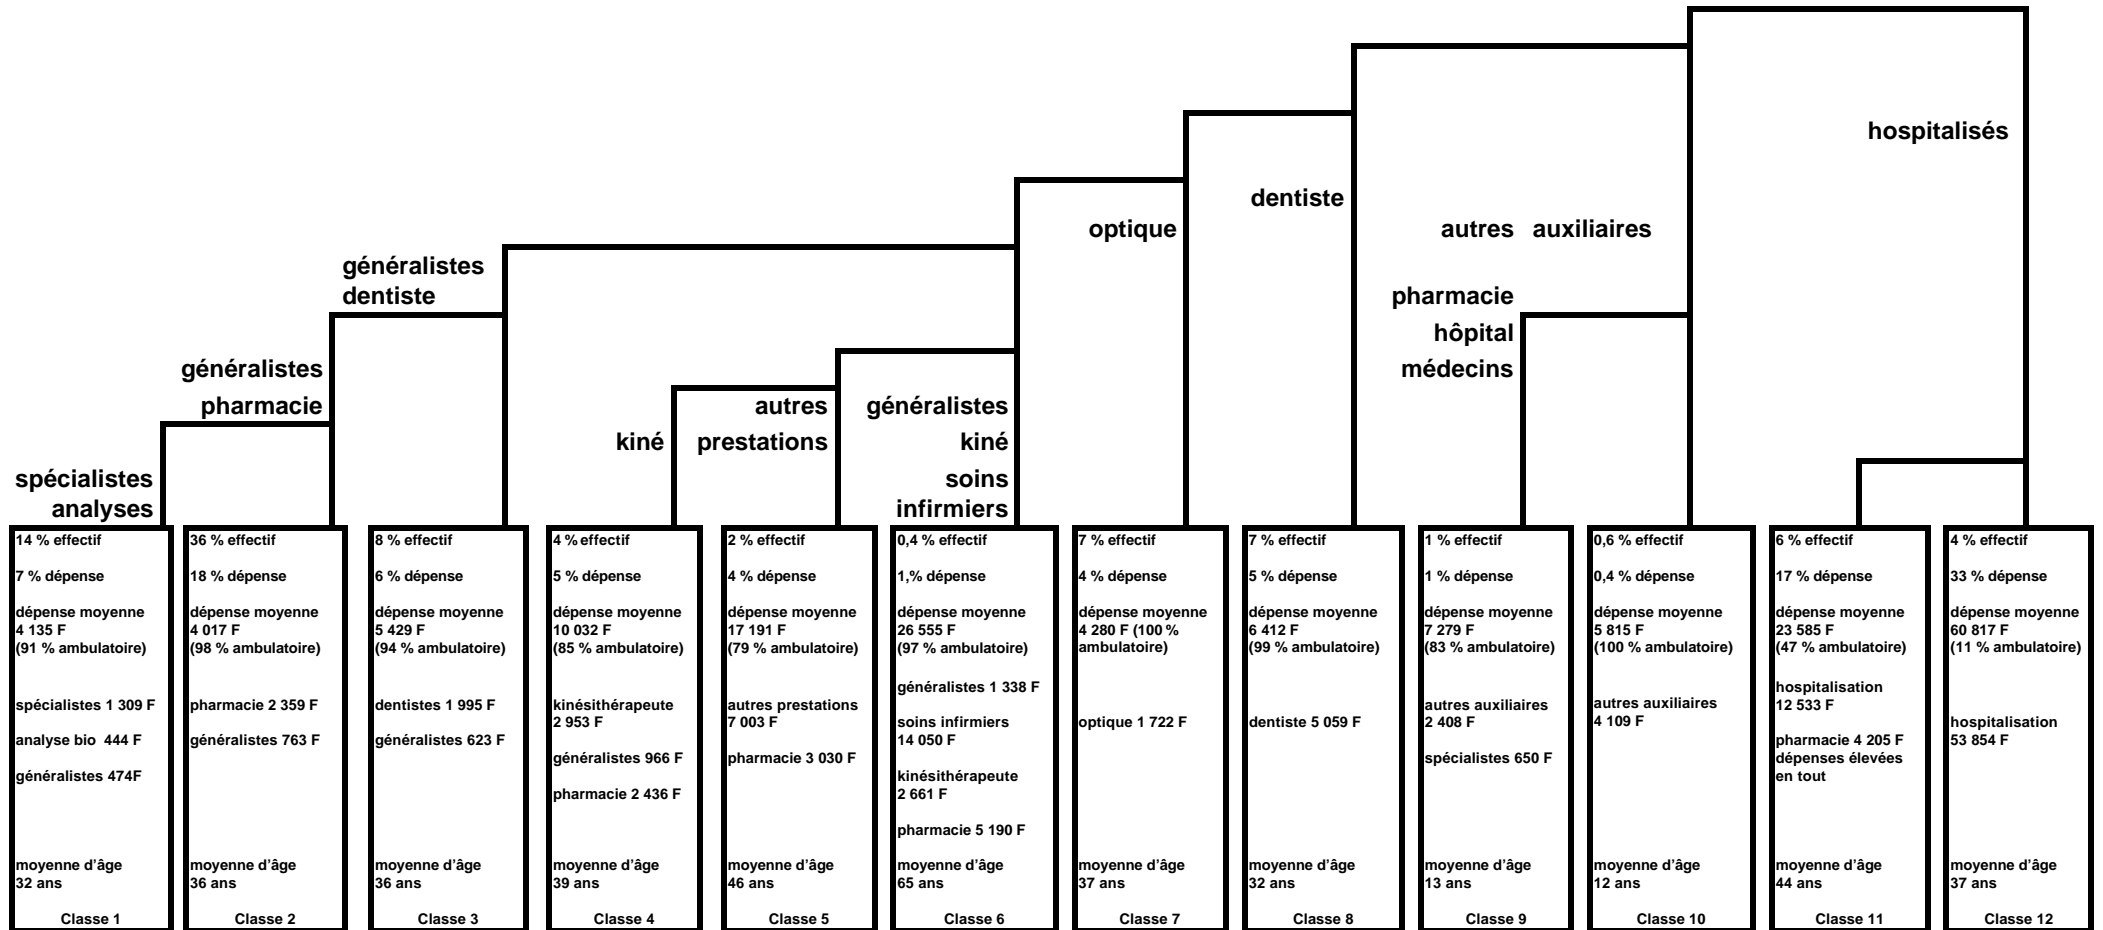 hospitalisés
dentiste
optique
autres auxiliaires
généralistes
dentiste
pharmacie
hôpital
médecins
généralistes
pharmacie
autres
prestations
généralistes
kiné
kiné
soins
infirmiers
spécialistes
analyses
14 % effectif
7 % dépense
dépense moyenne
4 135 F
(91 % ambulatoire)
spécialistes 1 309 F
analyse bio 444 F
généralistes 474F
moyenne d'âge
32 ans
Classe 1
36 % effectif
18 % dépense
dépense moyenne
4 017 F
(98 % ambulatoire)
pharmacie 2 359 F
généralistes 763 F
moyenne d'âge
36 ans
Classe 2
8 % effectif
6 % dépense
dépense moyenne
5 429 F
(94 % ambulatoire)
dentistes 1 995 F
généralistes 623 F
moyenne d'âge
36 ans
Classe 3
4 % effectif
5 % dépense
dépense moyenne
10 032 F
(85 % ambulatoire)
kinésithérapeute
2 953 F
généralistes 966 F
pharmacie 2 436 F
moyenne d'âge
39 ans
Classe 4
2 % effectif
4 % dépense
dépense moyenne
17 191 F
(79 % ambulatoire)
autres prestations
7 003 F
pharmacie 3 030 F
moyenne d'âge
46 ans
Classe 5
0,4 % effectif
1,% dépense
dépense moyenne
26 555 F
(97 % ambulatoire)
généralistes 1 338 F
soins infirmiers
14 050 F
kinésithérapeute
2 661 F
pharmacie 5 190 F
moyenne d'âge
65 ans
Classe 6
7 % effectif
4 % dépense
dépense moyenne
4 280 F (100 %
ambulatoire)
optique 1 722 F
moyenne d'âge
37 ans
Classe 7
7 % effectif
5 % dépense
dépense moyenne
6 412 F
(99 % ambulatoire)
dentiste 5 059 F
moyenne d'âge
32 ans
Classe 8
1 % effectif
1 % dépense
dépense moyenne
7 279 F
(83 % ambulatoire)
autres auxiliaires
2 408 F
spécialistes 650 F
moyenne d'âge
13 ans
Classe 9
0,6 % effectif
0,4 % dépense
dépense moyenne
5 815 F
(100 % ambulatoire)
autres auxiliaires
4 109 F
moyenne d'âge
12 ans
Classe 10
6 % effectif
17 % dépense
dépense moyenne
23 585 F
(47 % ambulatoire)
hospitalisation
12 533 F
pharmacie 4 205 F
dépenses élevées
en tout
moyenne d'âge
44 ans
Classe 11
4 % effectif
33 % dépense
dépense moyenne
60 817 F
(11 % ambulatoire)
hospitalisation
53 854 F
moyenne d'âge
37 ans
Classe 12